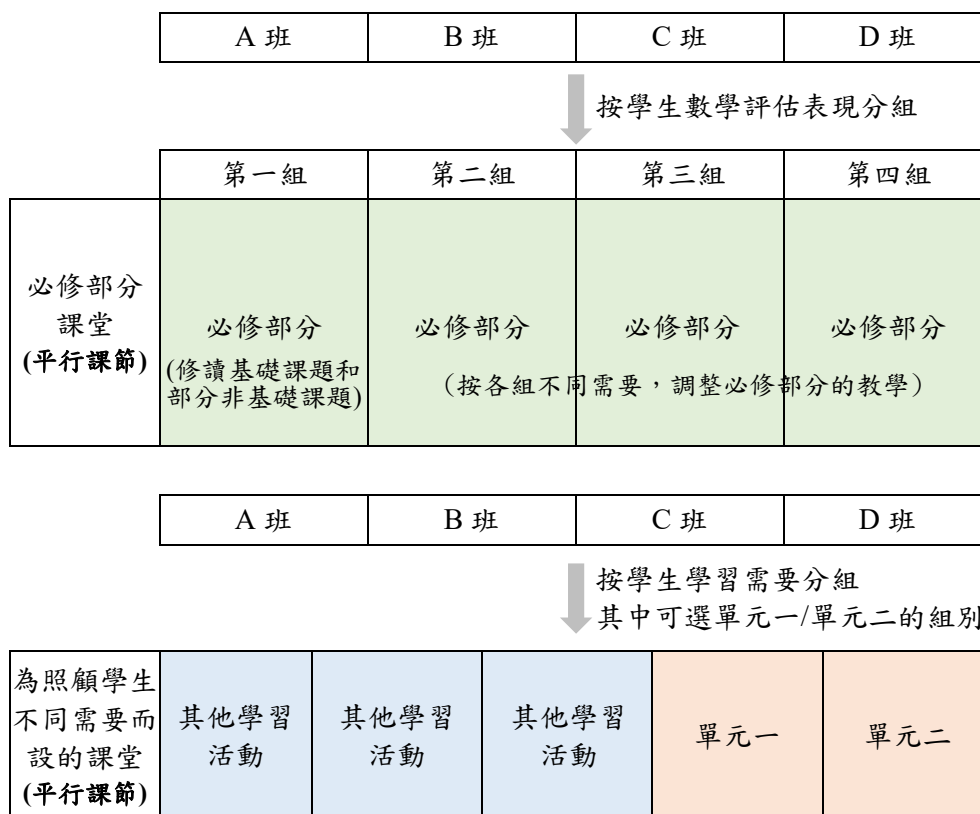 A 班 B 班 C 班 D 班
按學生數學評估表現分組
第一組 第二組 第三組 第四組
必修部分
課堂
(平行課節)
必修部分 必修部分 必修部分 必修部分
(修讀基礎課題和
部分非基礎課題)
（按各組不同需要，調整必修部分的教學）
A 班 B 班 C 班 D 班
按學生學習需要分組
其中可選單元一/單元二的組別
為照顧學生
不同需要而
設的課堂
(平行課節)
其他學習
活動
其他學習
活動
其他學習
活動
單元一
單元二